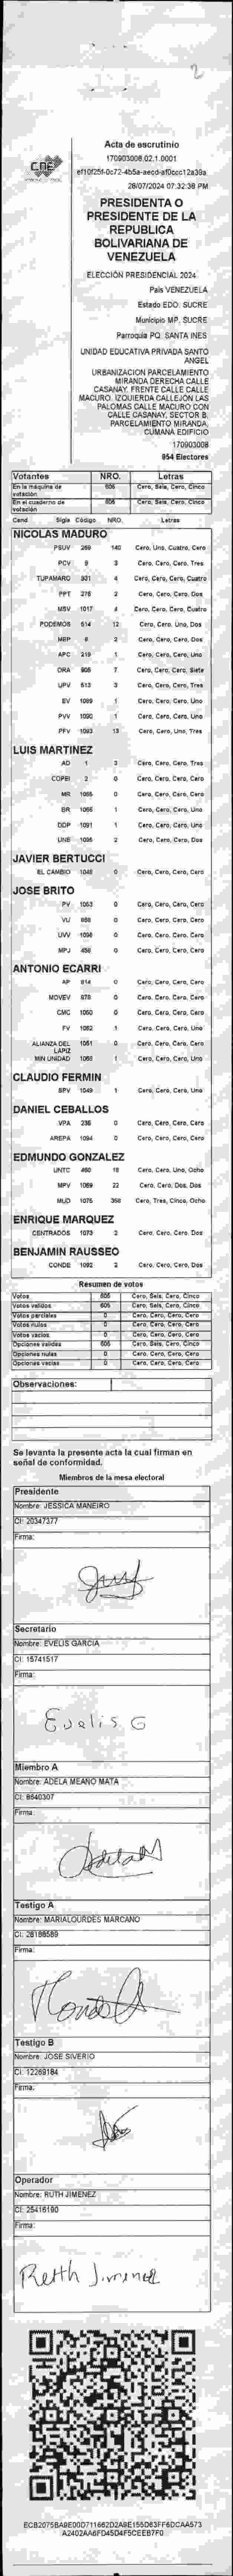 2
CNE
Acta de escrutinio
170903008.02.1.0001
28/07/2024 07:32:38 PM
PRESIDENTA O
PRESIDENTE DE LA
REPUBLICA
BOLIVARIANA DE
VENEZUELA
ELECCIÓN PRESIDENCIAL 2024
País VENEZUELA
Estado EDO. SUCRE
Municipio MP. SUCRE
Parroquia PQ. SANTA INES
UNIDAD EDUCATIVA PRIVADA SANTO
ANGEL
URBANIZACION PARCELAMIENTO
MIRANDA DERECHA CALLE
CASANAY. FRENTE CALLE CALLE
MACURO. IZQUIERDA CALLEJON LAS
PALOMAS CALLE MACURO CON
CALLE CASANAY, SECTOR B.
PARCELAMIENTO MIRANDA,
CUMANA EDIFICIO
170903008
854 Electores
Votantes NRO. Letras
En la máquina de votación 605 Cero, Seis, Cero, Cinco
En el cuaderno de votación 605 Cero, Seis, Cero, Cinco
Cand. Sigla Código NRO. Letras
NICOLAS MADURO
PSUV 269 140 Cero, Uno, Cuatro, Cero
PCV 9 3 Cero, Cero, Cero, Tres
TUPAMARO 931 4 Cero, Cero, Cero, Cuatro
PPT 276 2 Cero, Cero, Cero, Dos
MSV 1017 4 Cero, Cero, Cero, Cuatro
PODEMOS 514 12 Cero, Cero, Uno, Dos
MEP 8 2 Cero, Cero, Cero, Dos
APC 219 1 Cero, Cero, Cero, Uno
ORA 905 7 Cero, Cero, Cero, Siete
UPV 513 3 Cero, Cero, Cero, Tres
EV 1089 1 Cero, Cero, Cero, Uno
PVV 1090 1 Cero, Cero, Cero, Uno
PFV 1093 13 Cero, Cero, Uno, Tres
LUIS MARTINEZ
AD 1 3 Cero, Cero, Cero, Tres
COPEI 2 0 Cero, Cero, Cero, Cero
MR 1055 0 Cero, Cero, Cero, Cero
BR 1066 1 Cero, Cero, Cero, Uno
DDP 1091 1 Cero, Cero, Cero, Uno
UNE 1095 2 Cero, Cero, Cero, Dos
JAVIER BERTUCCI
EL CAMBIO 1048 0 Cero, Cero, Cero, Cero
JOSE BRITO
PV 1053 0 Cero, Cero, Cero, Cero
VU 868 0 Cero, Cero, Cero, Cero
UVV 1096 0 Cero, Cero, Cero, Cero
MPJ 456 0 Cero, Cero, Cero, Cero
ANTONIO ECARRI
AP 814 0 Cero, Cero, Cero, Cero
MOVEV 878 0 Cero, Cero, Cero, Cero
CMC 1050 0 Cero, Cero, Cero, Cero
FV 1082 1 Cero, Cero, Cero, Uno
ALIANZA DEL LAPIZ 1051 0 Cero, Cero, Cero, Cero
MIN UNIDAD 1068 1 Cero, Cero, Cero, Uno
CLAUDIO FERMIN
SPV 1049 1 Cero, Cero, Cero, Uno
DANIEL CEBALLOS
VPA 236 0 Cero, Cero, Cero, Cero
AREPA 1094 0 Cero, Cero, Cero, Cero
EDMUNDO GONZALEZ
UNTC 460 18 Cero, Cero, Uno, Ocho
MPV 1069 22 Cero, Cero, Dos, Dos
MUD 1075 358 Cero, Tres, Cinco, Ocho
ENRIQUE MARQUEZ
CENTRADOS 1073 2 Cero, Cero, Cero, Dos
BENJAMIN RAUSSEO
CONDE 1092 2 Cero, Cero, Cero, Dos
Resumen de votos
Votos 605 Cero, Seis, Cero, Cinco
Votos validos 605 Cero, Seis, Cero, Cinco
Votos parciales 0 Cero, Cero, Cero, Cero
Votos nulos 0 Cero, Cero, Cero, Cero
Votos vacios 0 Cero, Cero, Cero, Cero
Opciones validas 605 Cero, Seis, Cero, Cinco
Opciones nulas 0 Cero, Cero, Cero, Cero
Opciones vacias 0 Cero, Cero, Cero, Cero
Observaciones:
Se levanta la presente acta la cual firman en
señal de conformidad.
Miembros de la mesa electoral
Presidente
Nombre: JESSICA MANEIRO
CI: 20347377
Firma:
Secretario
Nombre: EVELIS GARCIA
CI: 15741517
Firma:
Evelis G
Miembro A
Nombre: ADELA MEANO MATA
CI: 8640307
Firma:
Testigo A
Nombre: MARIALOURDES MARCANO
CI: 28166589
Firma:
Testigo B
Nombre: JOSE SIVERIO
CI: 12269184
Firma:
Operador
Nombre: RUTH JIMENEZ
CI: 25416190
Firma:
Ruth Jimenez